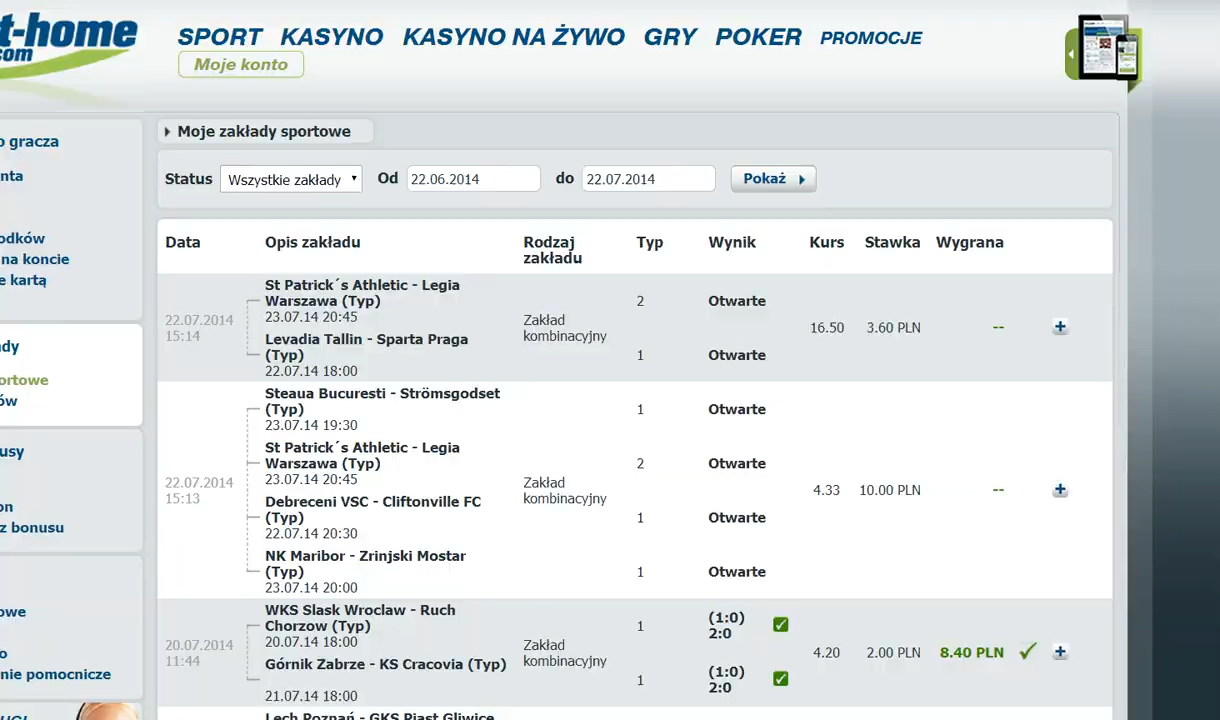 t-home
com
SPORT KASYNO KASYNO NA ŻYWO GRY POKER PROMOCJE
Moje konto
o gracza
nta
odków
na koncie
e kartą
dy
ortowe
ów
usy
on
z bonusu
owe
o
nie pomocnicze
Moje zakłady sportowe
Status Wszystkie zakłady Od 22.06.2014 do 22.07.2014 Pokaż
Data Opis zakładu Rodzaj zakładu Typ Wynik Kurs Stawka Wygrana
22.07.2014
15:14
St Patrick´s Athletic - Legia
Warszawa (Typ)
23.07.14 20:45
Levadia Tallin - Sparta Praga
(Typ)
22.07.14 18:00
Zakład
kombinacyjny
2 Otwarte
1 Otwarte
16.50 3.60 PLN --
22.07.2014
15:13
Steaua Bucuresti - Strömsgodset
(Typ)
23.07.14 19:30
St Patrick´s Athletic - Legia
Warszawa (Typ)
23.07.14 20:45
Debreceni VSC - Cliftonville FC
(Typ)
22.07.14 20:30
NK Maribor - Zrinjski Mostar
(Typ)
23.07.14 20:00
Zakład
kombinacyjny
1 Otwarte
2 Otwarte
1 Otwarte
1 Otwarte
4.33 10.00 PLN --
20.07.2014
11:44
WKS Slask Wroclaw - Ruch
Chorzow (Typ)
20.07.14 18:00
Górnik Zabrze - KS Cracovia (Typ)
21.07.14 18:00
Zakład
kombinacyjny
1 (1:0)
2:0
1 (1:0)
2:0
4.20 2.00 PLN 8.40 PLN
Lech Poznań - GKS Piast Gliwice